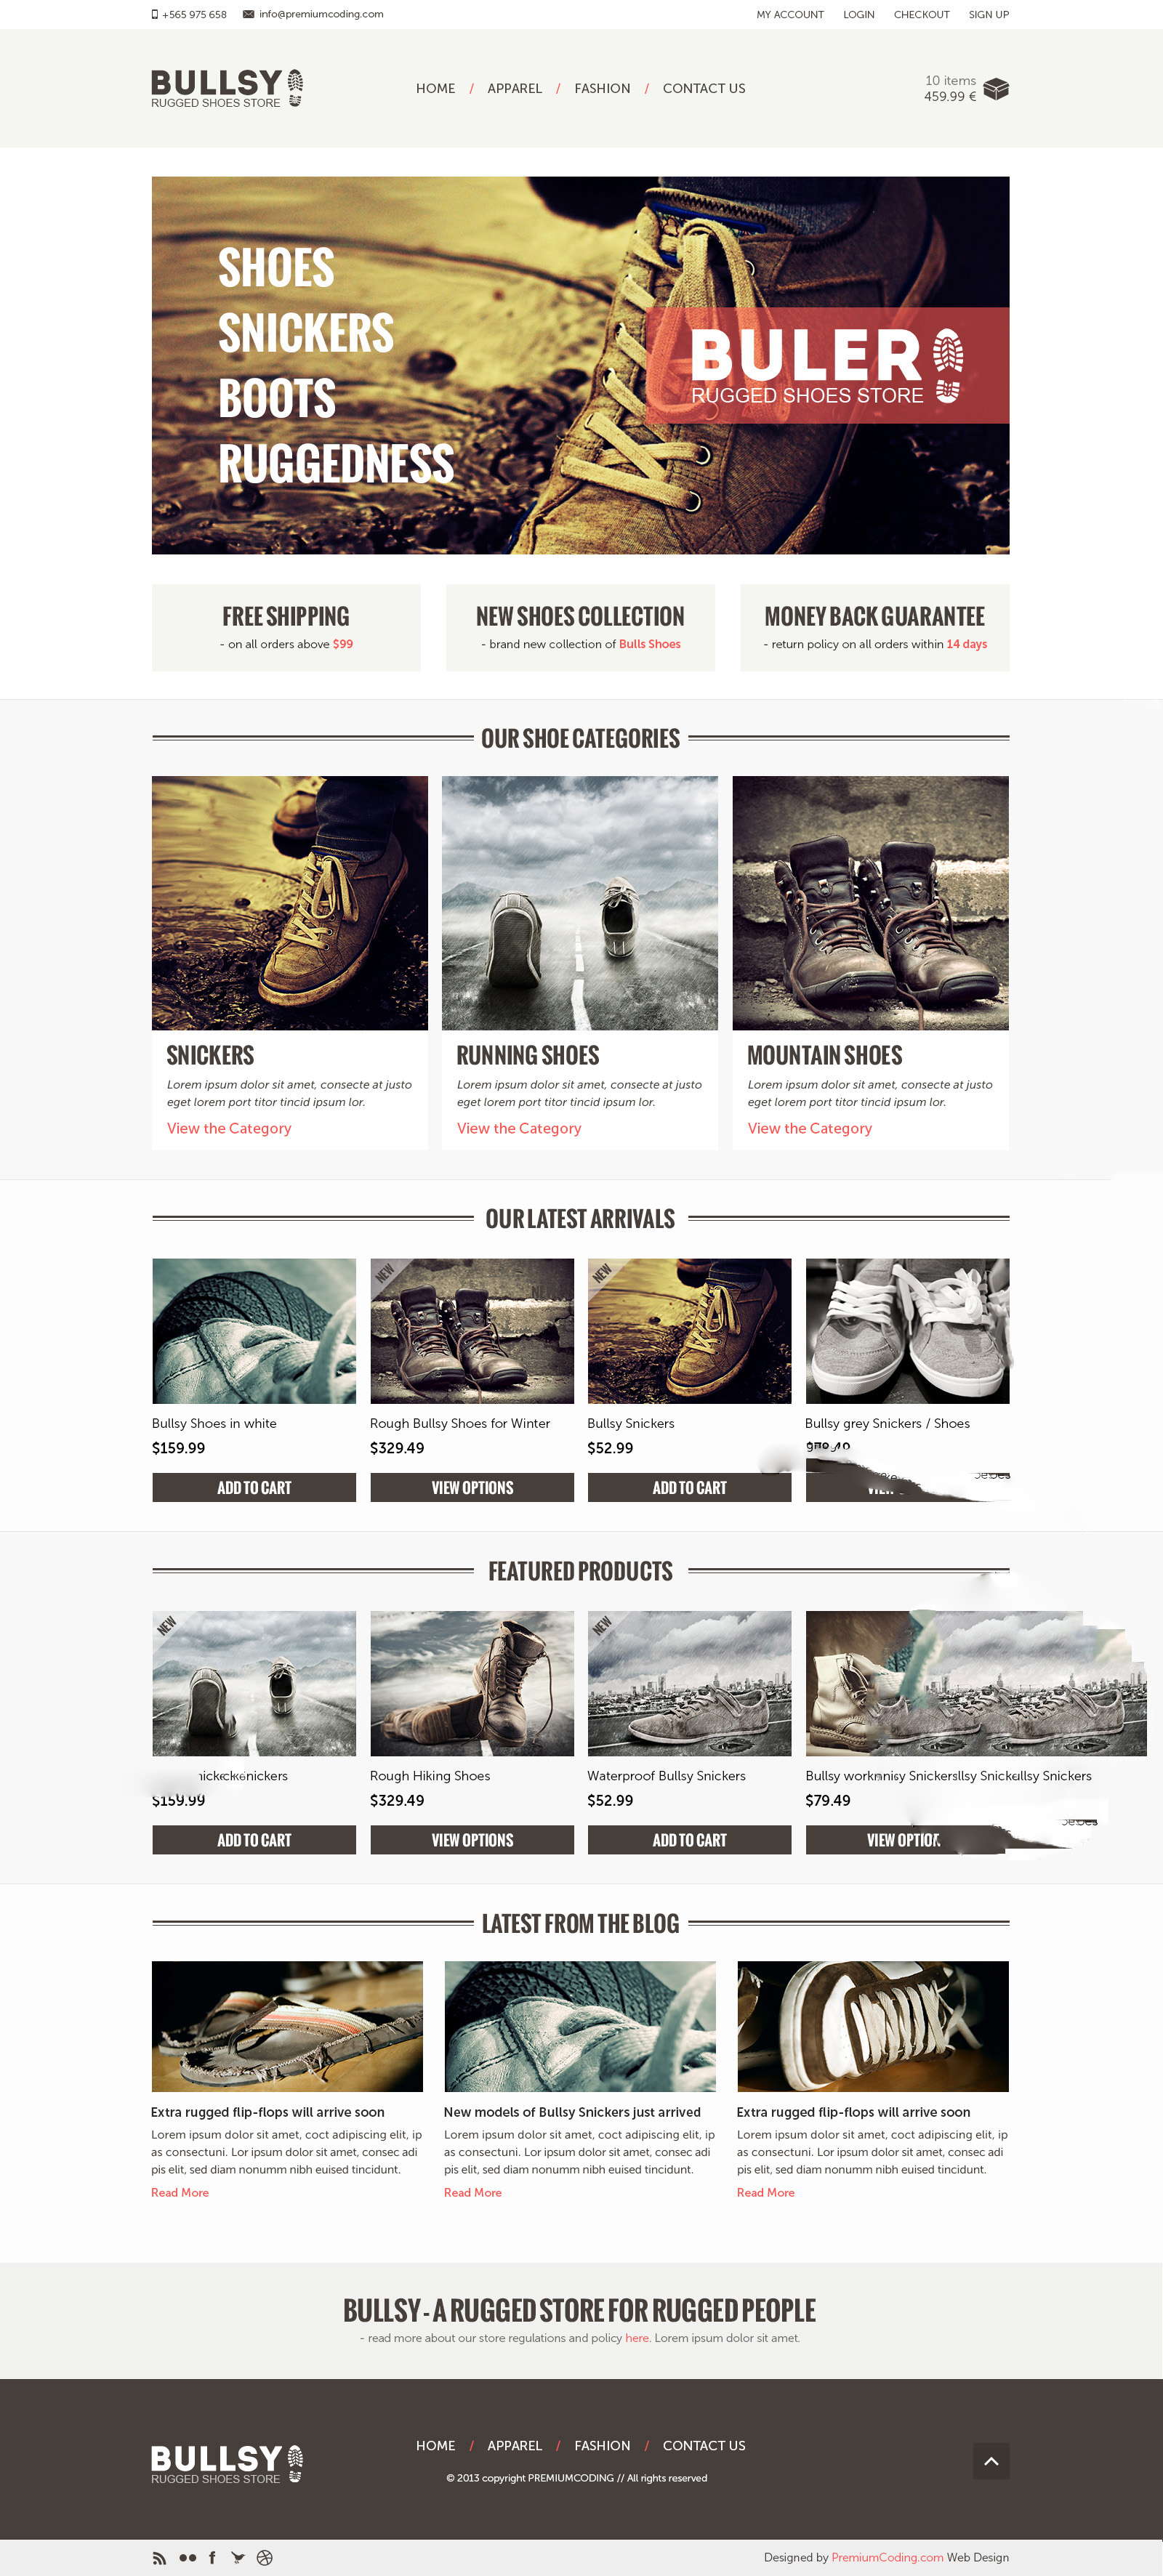 +565 975 658 info@premiumcoding.com MY ACCOUNT LOGIN CHECKOUT SIGN UP
BULLSY
RUGGED SHOES STORE
HOME / APPAREL / FASHION / CONTACT US
10 items
459.99 €
SHOES
SNICKERS
BOOTS
RUGGEDNESS
BULER
RUGGED SHOES STORE
FREE SHIPPING
- on all orders above $99
NEW SHOES COLLECTION
- brand new collection of Bulls Shoes
MONEY BACK GUARANTEE
- return policy on all orders within 14 days
OUR SHOE CATEGORIES
SNICKERS
Lorem ipsum dolor sit amet, consecte at justo
eget lorem port titor tincid ipsum lor.
View the Category
RUNNING SHOES
Lorem ipsum dolor sit amet, consecte at justo
eget lorem port titor tincid ipsum lor.
View the Category
MOUNTAIN SHOES
Lorem ipsum dolor sit amet, consecte at justo
eget lorem port titor tincid ipsum lor.
View the Category
OUR LATEST ARRIVALS
Bullsy Shoes in white
$159.99
ADD TO CART
NEW
Rough Bullsy Shoes for Winter
$329.49
VIEW OPTIONS
NEW
Bullsy Snickers
$52.99
ADD TO CART
Bullsy grey Snickers / Shoes
FEATURED PRODUCTS
NEW
$159.99
ADD TO CART
Rough Hiking Shoes
$329.49
VIEW OPTIONS
NEW
Waterproof Bullsy Snickers
$52.99
ADD TO CART
Bullsy Snickers
$79.49
VIEW
LATEST FROM THE BLOG
Extra rugged flip-flops will arrive soon
Lorem ipsum dolor sit amet, coct adipiscing elit, ip
as consectuni. Lor ipsum dolor sit amet, consec adi
pis elit, sed diam nonumm nibh euised tincidunt.
Read More
New models of Bullsy Snickers just arrived
Lorem ipsum dolor sit amet, coct adipiscing elit, ip
as consectuni. Lor ipsum dolor sit amet, consec adi
pis elit, sed diam nonumm nibh euised tincidunt.
Read More
Extra rugged flip-flops will arrive soon
Lorem ipsum dolor sit amet, coct adipiscing elit, ip
as consectuni. Lor ipsum dolor sit amet, consec adi
pis elit, sed diam nonumm nibh euised tincidunt.
Read More
BULLSY - A RUGGED STORE FOR RUGGED PEOPLE
- read more about our store regulations and policy here. Lorem ipsum dolor sit amet.
BULLSY
RUGGED SHOES STORE
HOME / APPAREL / FASHION / CONTACT US
© 2013 copyright PREMIUMCODING // All rights reserved
Designed by PremiumCoding.com Web Design